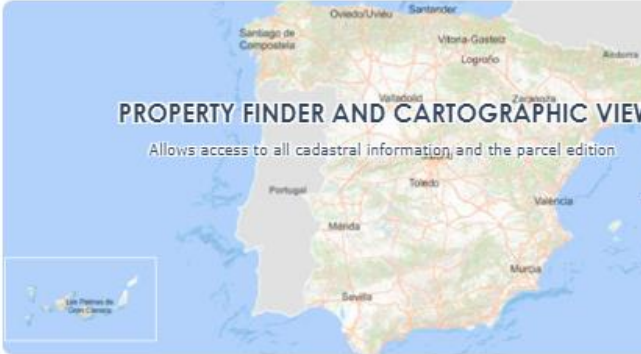 Oviedo/Uviéu
Santander
Santiago de
Compostela
Vitoria-Gasteiz
Logroño
Andorra
Valladolid
Zaragoza
PROPERTY FINDER AND CARTOGRAPHIC VIEW
Allows access to all cadastral information and the parcel edition
Madrid
Toledo
Portugal
Valencia
Mérida
Murcia
Las Palmas de
Gran Canaria
Sevilla